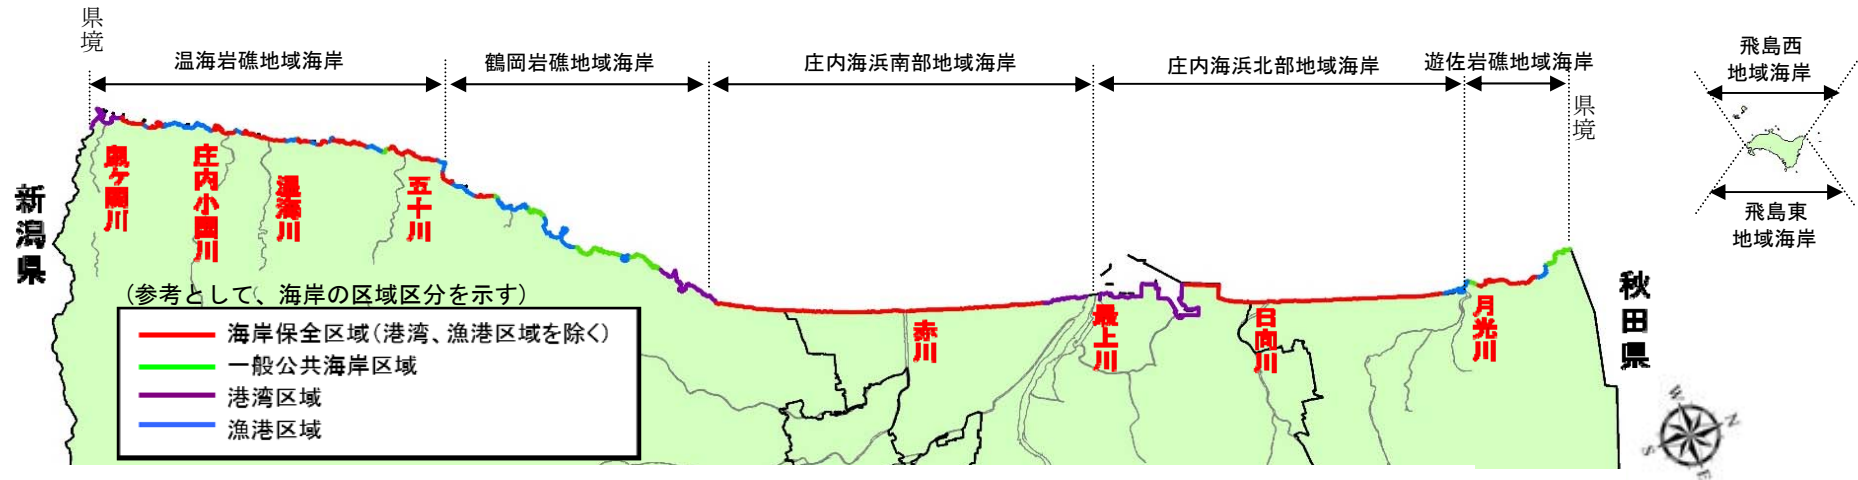 県境
温海岩礁地域海岸
鶴岡岩礁地域海岸
庄内海浜南部地域海岸
庄内海浜北部地域海岸
遊佐岩礁地域海岸
県境
飛島西
地域海岸
飛島東
地域海岸
新潟県
鼠ケ関川
庄内小国川
温海川
五十川
赤川
最上川
日向川
月光川
秋田県
(参考として、海岸の区域区分を示す)
海岸保全区域(港湾、漁港区域を除く)
一般公共海岸区域
港湾区域
漁港区域
W
N
S
E